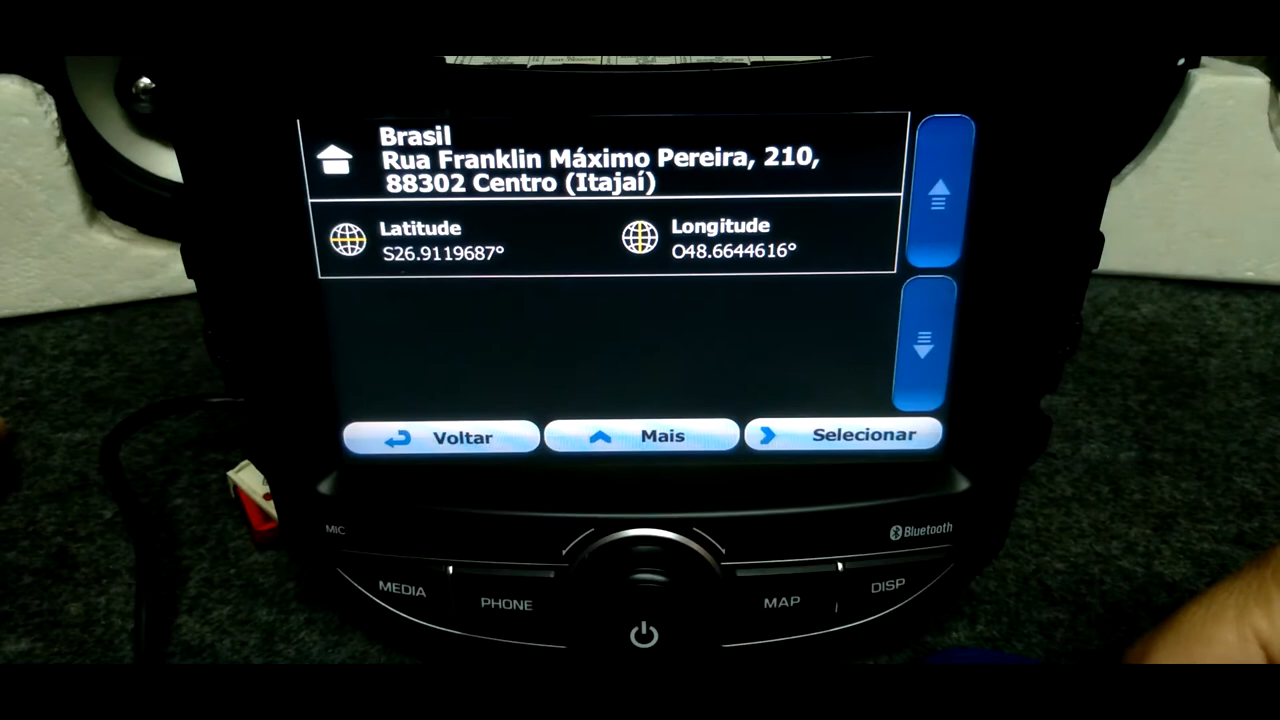 Brasil
Rua Franklin Máximo Pereira, 210,
88302 Centro (Itajaí)
Latitude
S26.9119687°
Longitude
O48.6644616°
Voltar
Mais
Selecionar
MIC
Bluetooth
MEDIA
PHONE
MAP
DISP